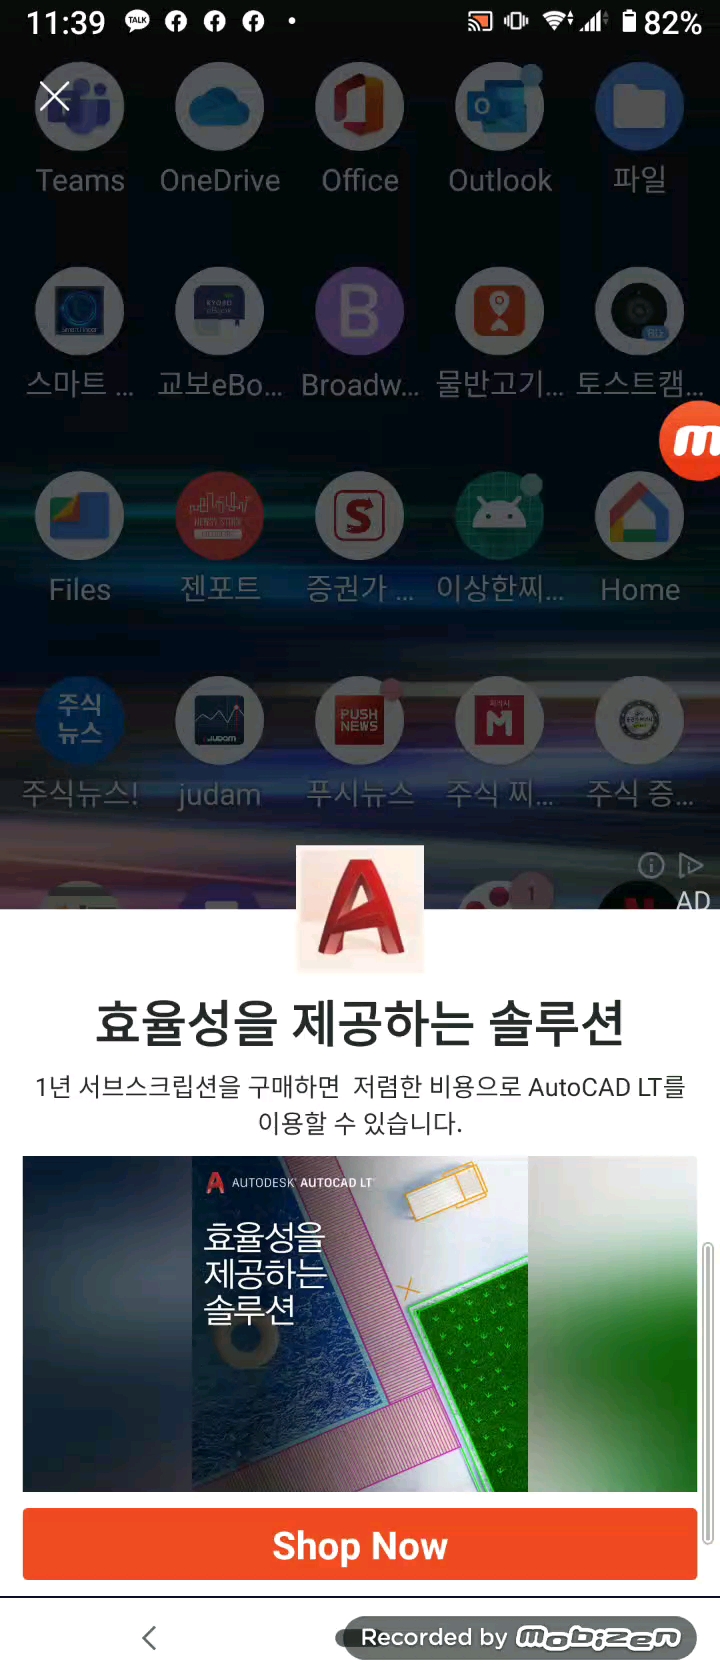 11:39
TALK
82%
Teams OneDrive Office Outlook 파일
스마트 ... 교보eBo... Broadw... 물반고기... 토스트캠...
젠포트 증권가 ... 이상한찌...
Files Home
주식
뉴스
PUSH
NEWS
주식뉴스! judam 푸시뉴스 주식 찌... 주식 증...
1
AD
효율성을 제공하는 솔루션
1년 서브스크립션을 구매하면 저렴한 비용으로 AutoCAD LT를
이용할 수 있습니다.
AUTODESK AUTOCAD LT
효율성을
제공하는
솔루션
Shop Now
Recorded by mobizen